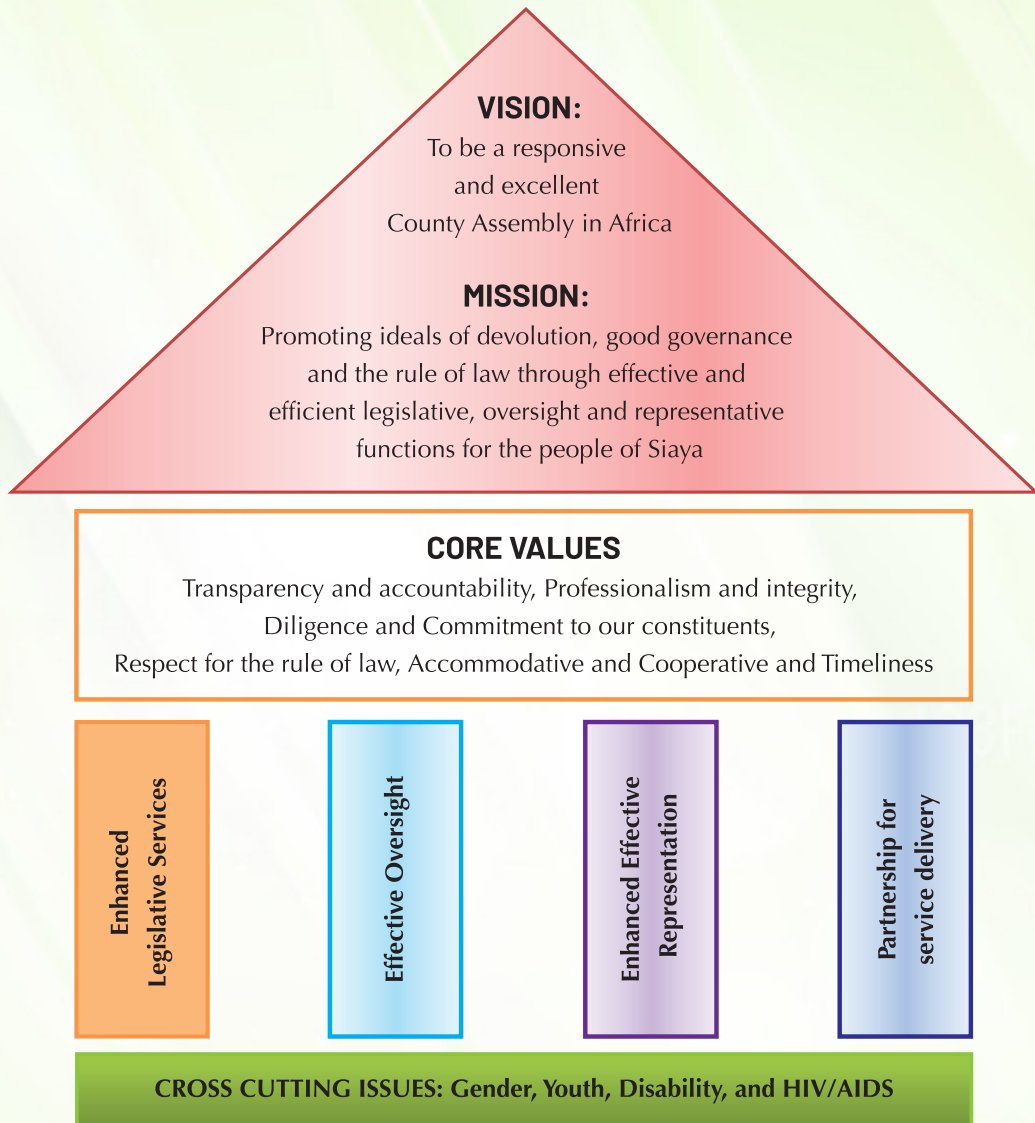 VISION:
To be a responsive
and excellent
County Assembly in Africa
MISSION:
Promoting ideals of devolution, good governance
and the rule of law through effective and
efficient legislative, oversight and representative
functions for the people of Siaya
CORE VALUES
Transparency and accountability, Professionalism and integrity,
Diligence and Commitment to our constituents,
Respect for the rule of law, Accommodative and Cooperative and Timeliness
Enhanced
Legislative Services
Effective Oversight
Enhanced Effective
Representation
Partnership for
service delivery
CROSS CUTTING ISSUES: Gender, Youth, Disability, and HIV/AIDS